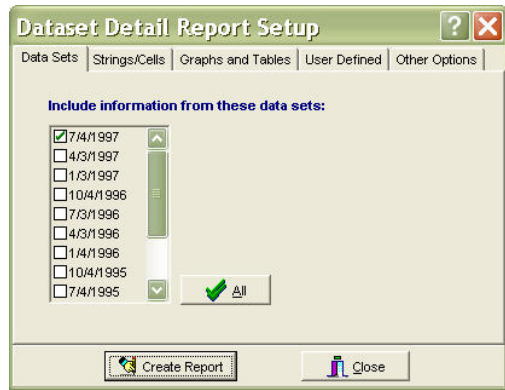 Dataset Detail Report Setup
Data Sets Strings/Cells Graphs and Tables User Defined Other Options
Include information from these data sets:
7/4/1997
4/3/1997
1/3/1997
10/4/1996
7/3/1996
4/3/1996
1/4/1996
10/4/1995
7/4/1995
All
Create Report Close